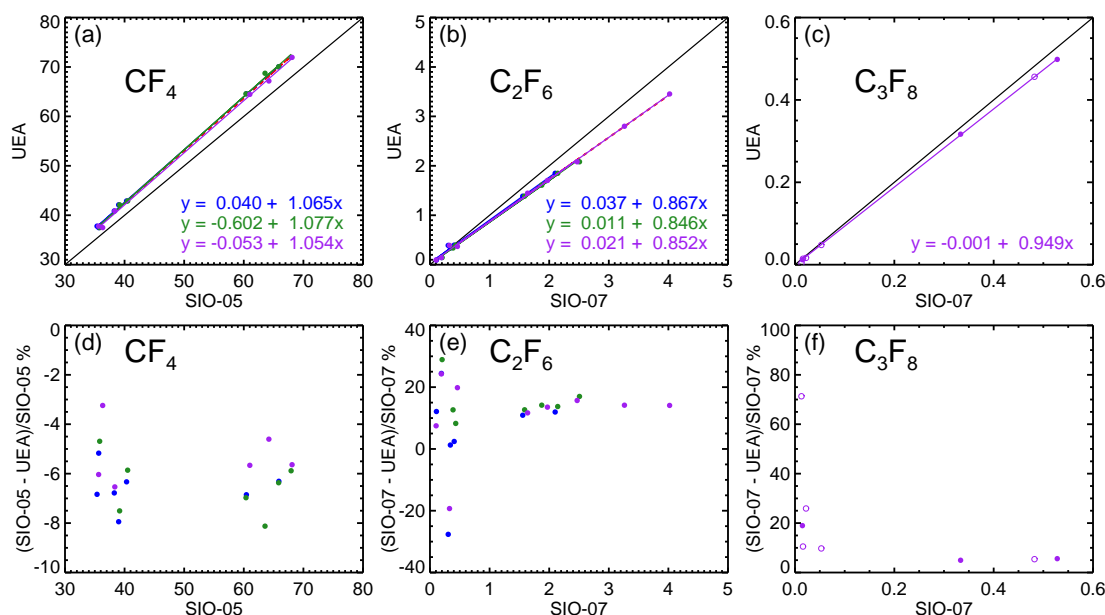 (a)
CF4
80
70
60
50
40
30
UEA
y = 0.040 + 1.065x
y = -0.602 + 1.077x
y = -0.053 + 1.054x
30 40 50 60 70 80
SIO-05
(b)
C2F6
5
4
3
2
1
0
UEA
y = 0.037 + 0.867x
y = 0.011 + 0.846x
y = 0.021 + 0.852x
0 1 2 3 4 5
SIO-07
(c)
C3F8
0.6
0.4
0.2
0.0
UEA
y = -0.001 + 0.949x
0.0 0.2 0.4 0.6
SIO-07
(d)
CF4
0
-2
-4
-6
-8
-10
(SIO-05 - UEA)/SIO-05 %
30 40 50 60 70 80
SIO-05
(e)
C2F6
40
20
0
-20
-40
(SIO-07 - UEA)/SIO-07 %
0 1 2 3 4 5
SIO-07
(f)
C3F8
100
80
60
40
20
0
(SIO-07 - UEA)/SIO-07 %
0.0 0.2 0.4 0.6
SIO-07